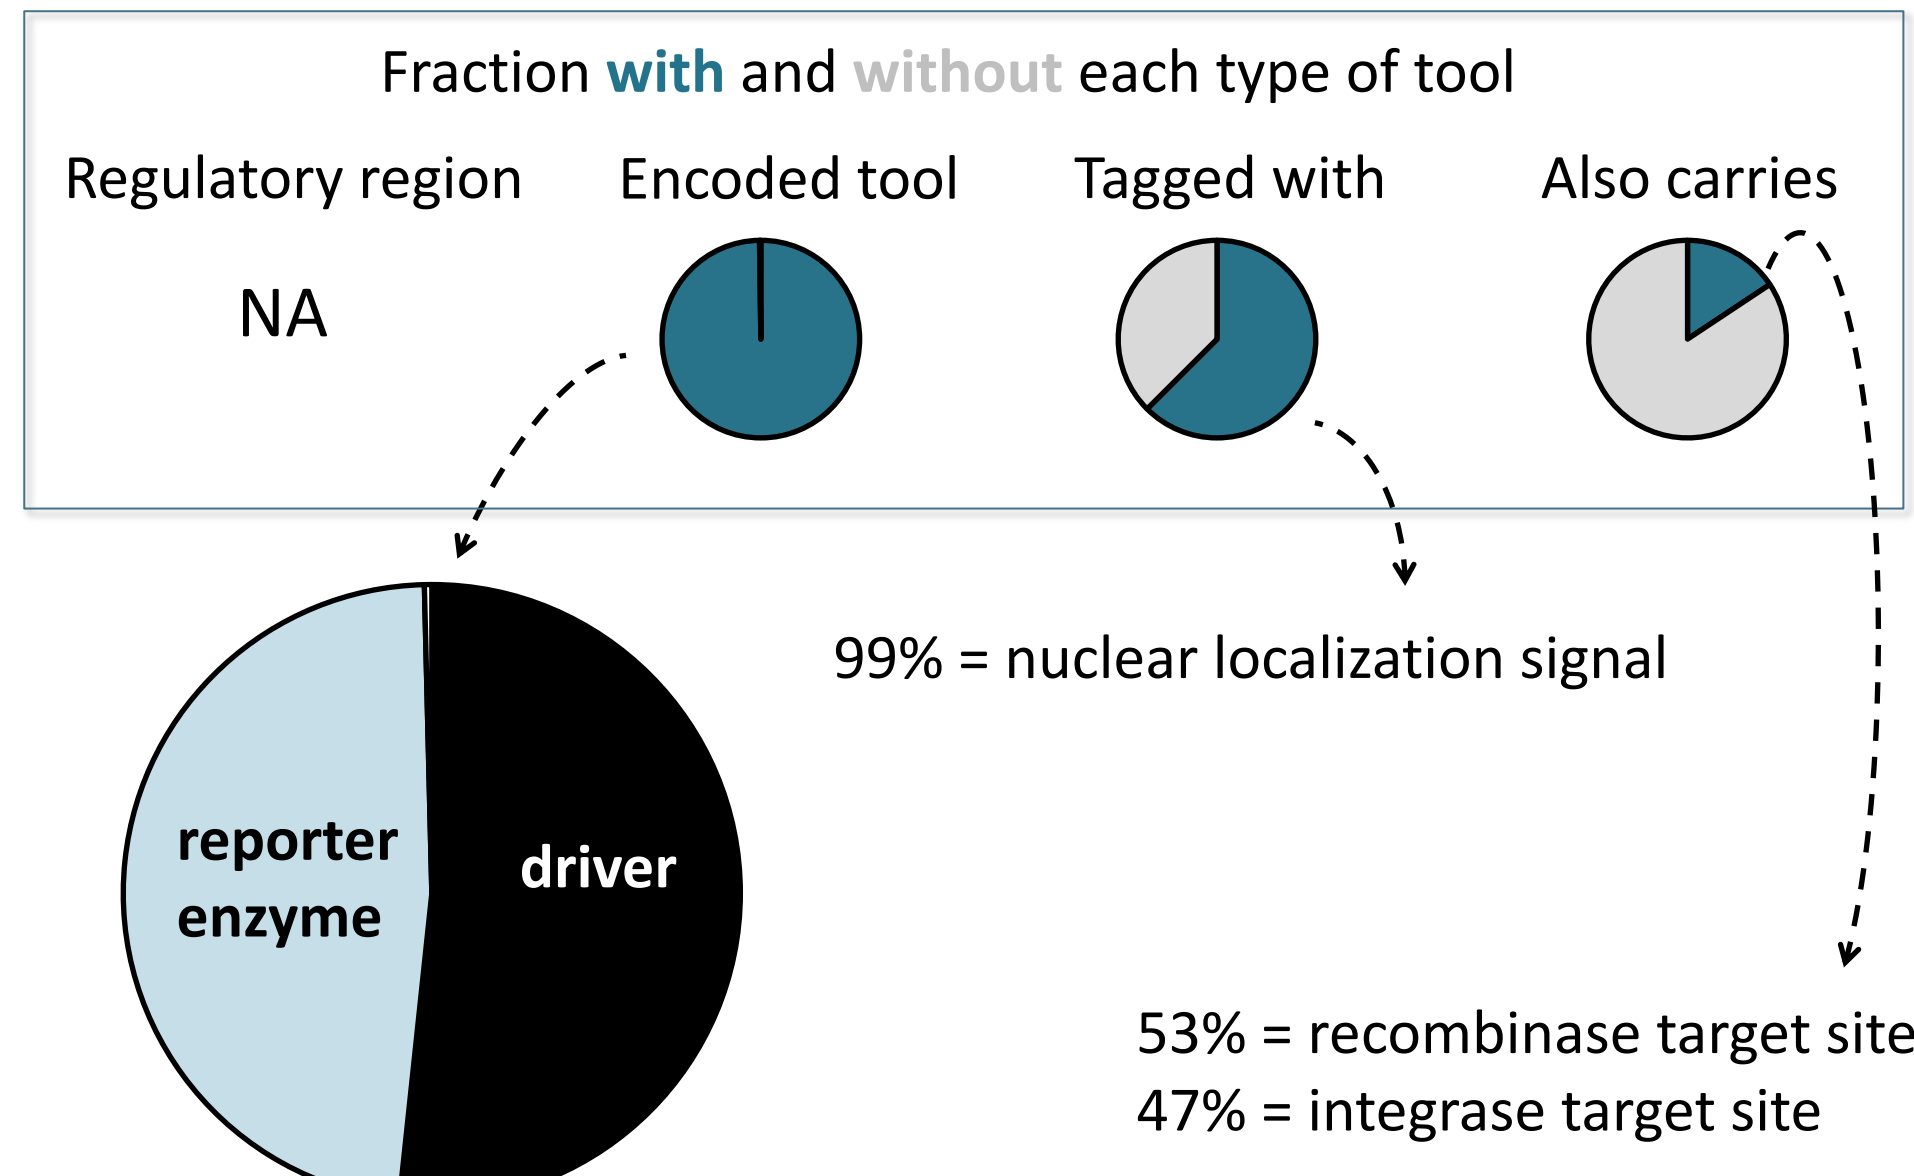 Fraction with and without each type of tool
Regulatory region
Encoded tool
Tagged with
Also carries
NA
99% = nuclear localization signal
reporter
enzyme
driver
53% = recombinase target site
47% = integrase target site